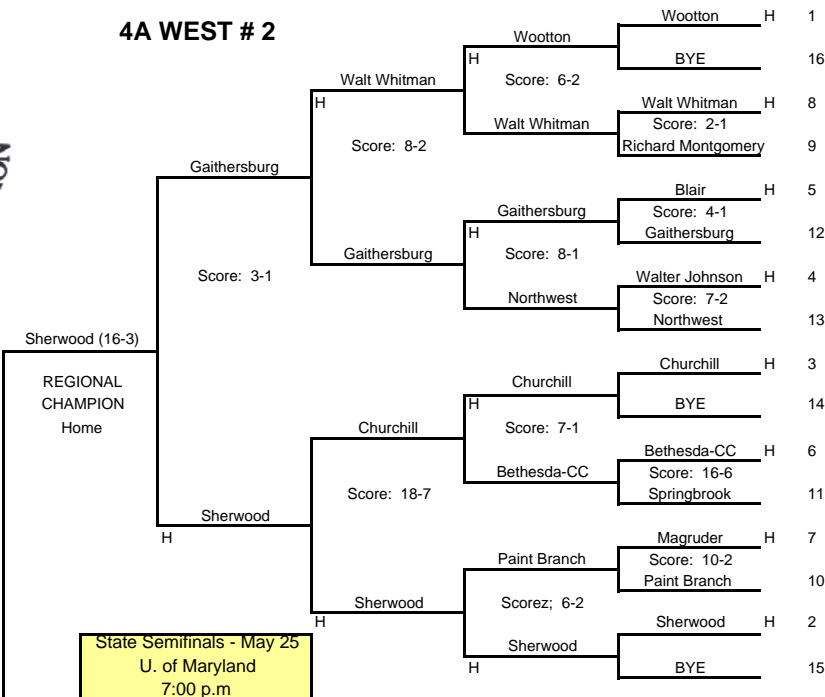 4A WEST # 2
Wootton H 1
Wootton
BYE 16
H
Score: 6-2
Walt Whitman
Walt Whitman H 8
H
Score: 2-1
Walt Whitman
Richard Montgomery 9
Score: 8-2
Gaithersburg
Blair H 5
Gaithersburg
Score: 4-1
H
Gaithersburg 12
Gaithersburg
Score: 8-1
Score: 3-1
Walter Johnson H 4
Northwest
Score: 7-2
Northwest 13
Sherwood (16-3)
REGIONAL
CHAMPION
Home
Churchill H 3
Churchill
H
BYE 14
Churchill
Score: 7-1
Bethesda-CC H 6
Bethesda-CC
Score: 16-6
Score: 18-7
Springbrook 11
Sherwood
H
Magruder H 7
Paint Branch
Score: 10-2
Paint Branch 10
Sherwood
Scorez; 6-2
H
Sherwood H 2
Sherwood
H
BYE 15
State Semifinals - May 25
U. of Maryland
7:00 p.m